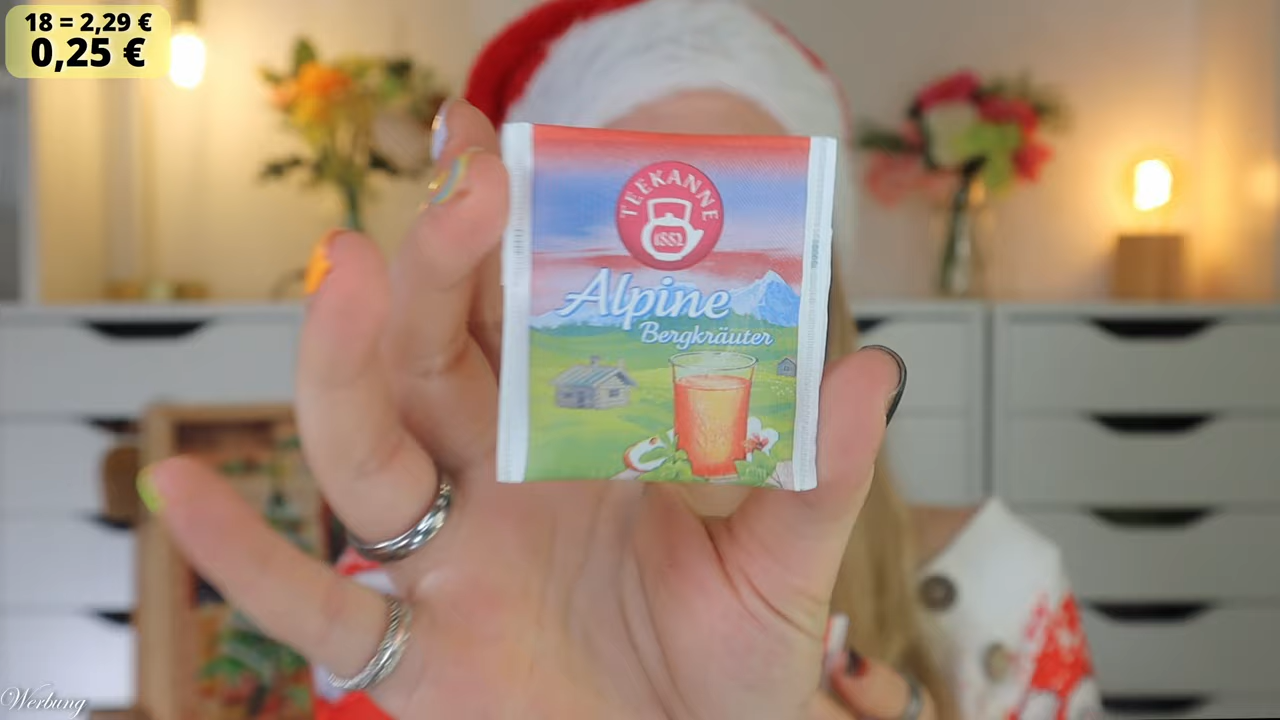 18 = 2,29 €
0,25 €
TEEKANNE
1882
Alpine
Bergkräuter
Werbung